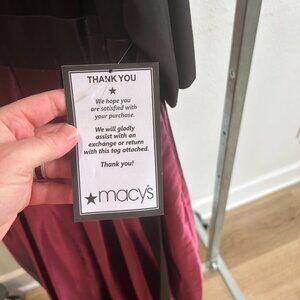 THANK YOU
★
We hope you
are satisfied with
your purchase.
We will gladly
assist with an
exchange or return
with this tag attached.
Thank you!
★macy's